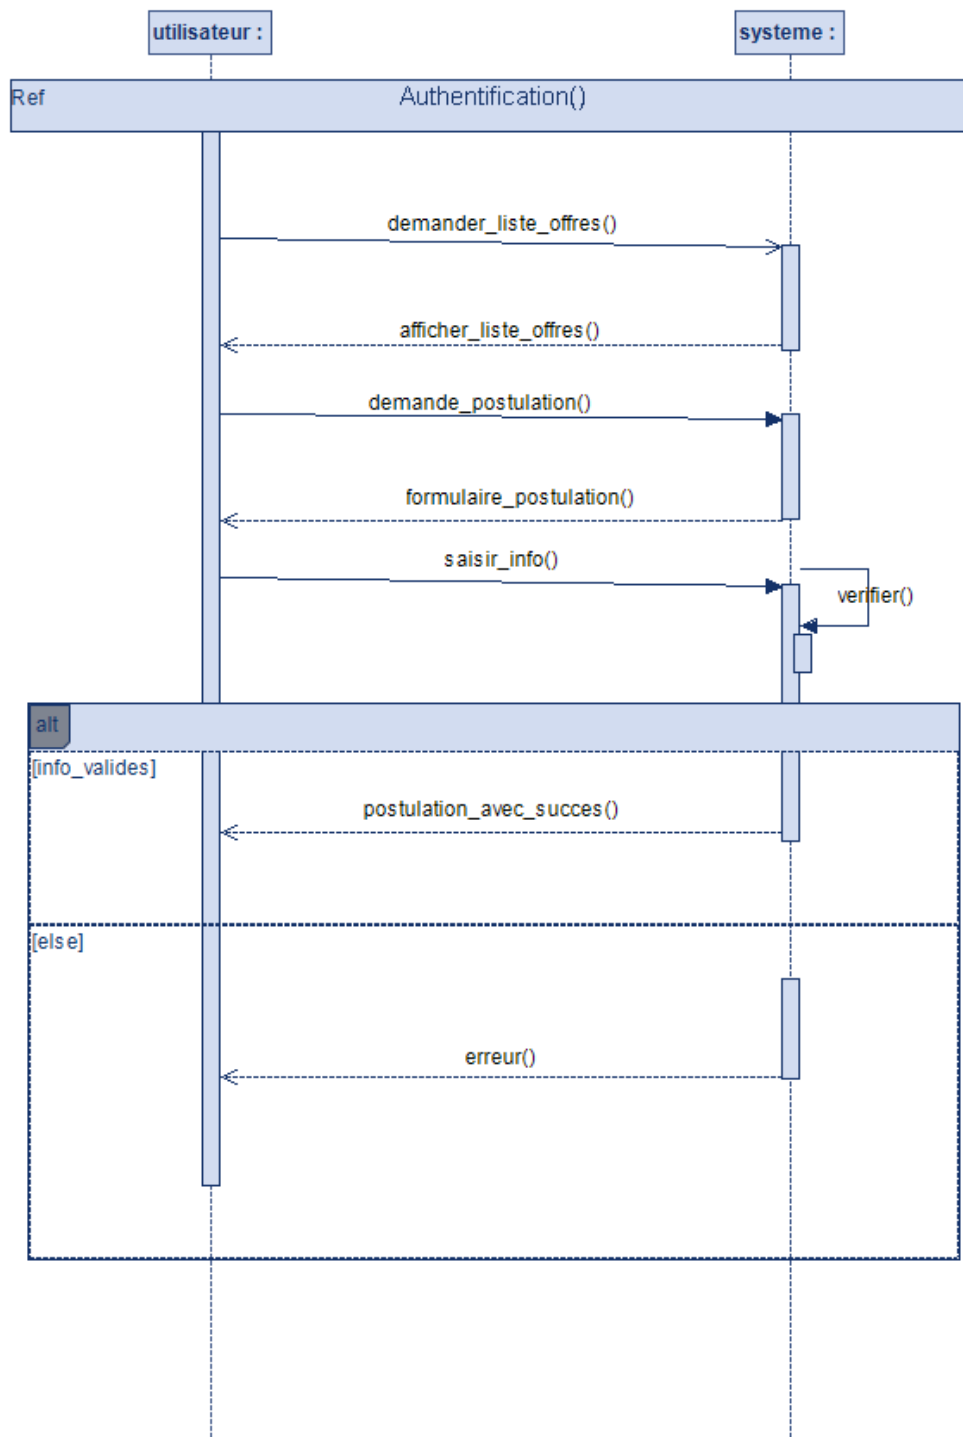 utilisateur :
systeme :
Ref
Authentification()
demander_liste_offres()
afficher_liste_offres()
demande_postulation()
formulaire_postulation()
saisir_info()
verifier()
alt
[info_valides]
postulation_avec_succes()
[else]
erreur()